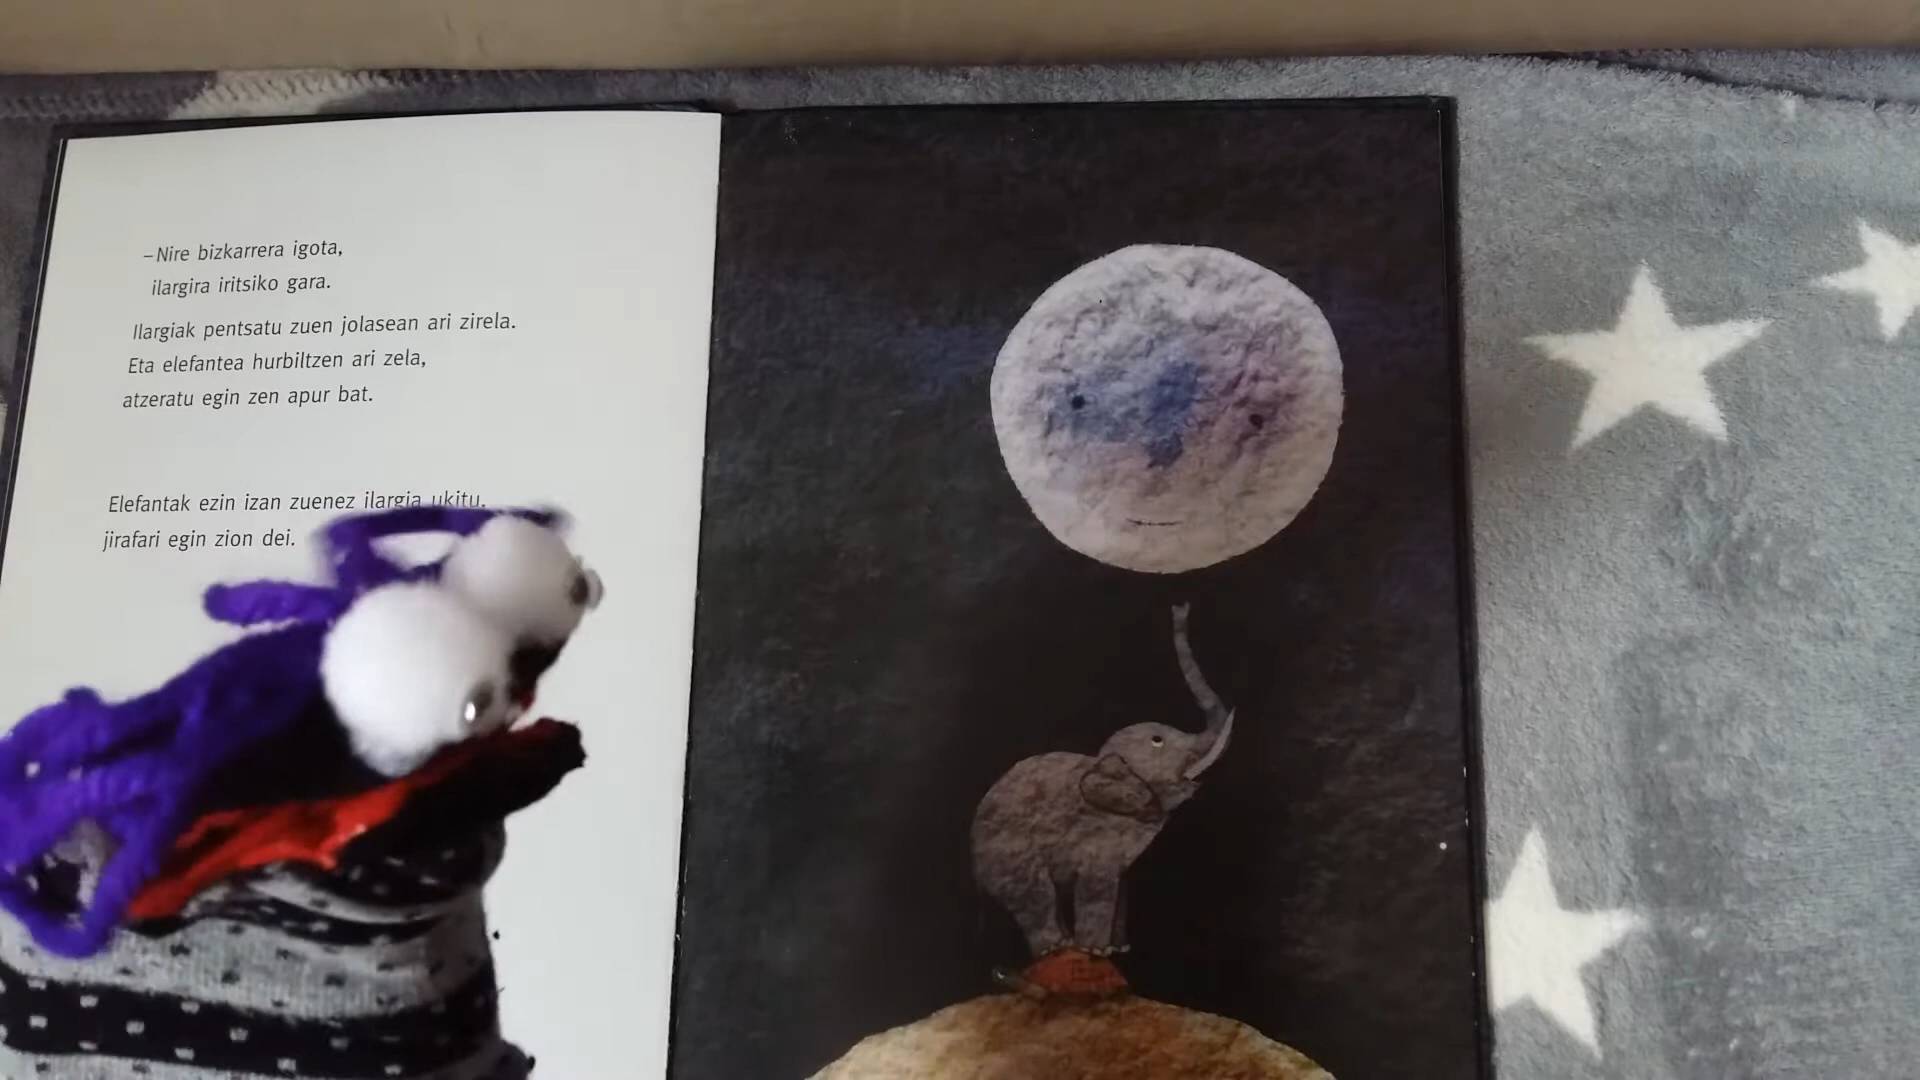 –Nire bizkarrera igota,
ilargira iritsiko gara.
Ilargiak pentsatu zuen jolasean ari zirela.
Eta elefantea hurbiltzen ari zela,
atzeratu egin zen apur bat.
Elefantak ezin izan zuenez ilargia ukitu,
jirafari egin zion dei.